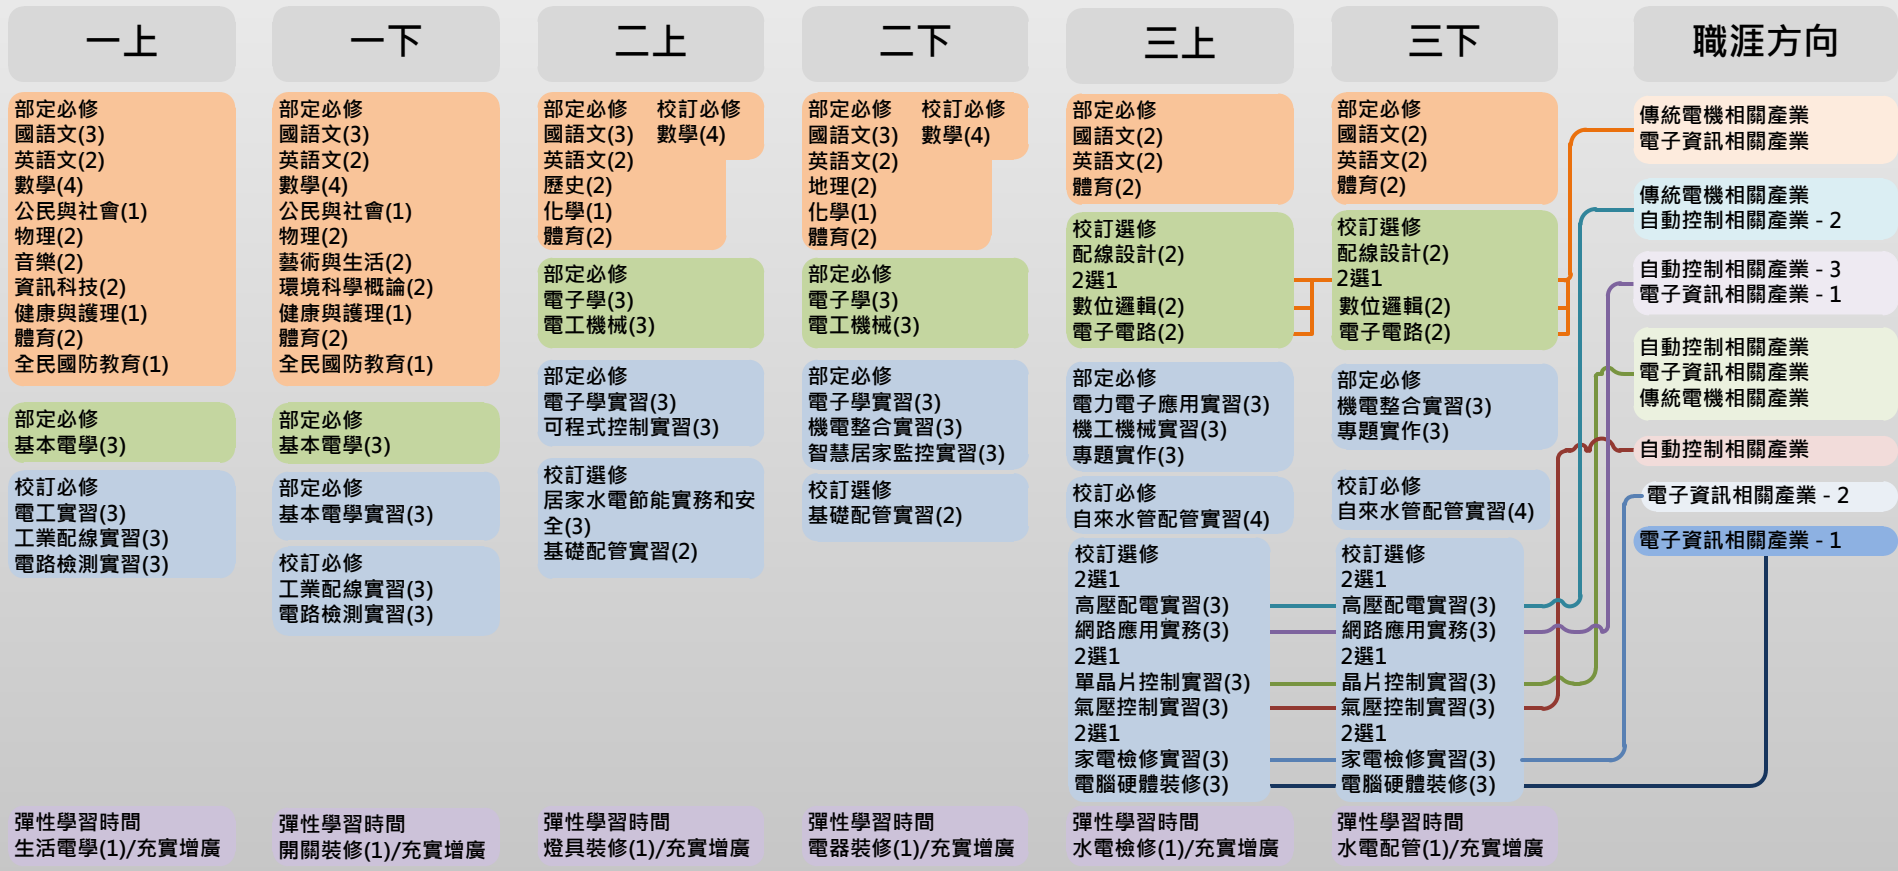 一上
部定必修
國語文(3)
英語文(2)
數學(4)
公民與社會(1)
物理(2)
音樂(2)
資訊科技(2)
健康與護理(1)
體育(2)
全民國防教育(1)
部定必修
基本電學(3)
校訂必修
電工實習(3)
工業配線實習(3)
電路檢測實習(3)
彈性學習時間
生活電學(1)/充實增廣
一下
部定必修
國語文(3)
英語文(2)
數學(4)
公民與社會(1)
物理(2)
藝術與生活(2)
環境科學概論(2)
健康與護理(1)
體育(2)
全民國防教育(1)
部定必修
基本電學(3)
部定必修
基本電學實習(3)
校訂必修
工業配線實習(3)
電路檢測實習(3)
彈性學習時間
開關裝修(1)/充實增廣
二上
部定必修 校訂必修
國語文(3) 數學(4)
英語文(2)
歷史(2)
化學(1)
體育(2)
部定必修
電子學(3)
電工機械(3)
部定必修
電子學實習(3)
可程式控制實習(3)
校訂選修
居家水電節能實務和安
全(3)
基礎配管實習(2)
彈性學習時間
燈具裝修(1)/充實增廣
二下
部定必修 校訂必修
國語文(3) 數學(4)
英語文(2)
地理(2)
化學(1)
體育(2)
部定必修
電子學(3)
電工機械(3)
部定必修
電子學實習(3)
機電整合實習(3)
智慧居家監控實習(3)
校訂選修
基礎配管實習(2)
彈性學習時間
電器裝修(1)/充實增廣
三上
部定必修
國語文(2)
英語文(2)
體育(2)
校訂選修
配線設計(2)
2選1
數位邏輯(2)
電子電路(2)
部定必修
電力電子應用實習(3)
機工機械實習(3)
專題實作(3)
校訂必修
自來水管配管實習(4)
校訂選修
2選1
高壓配電實習(3)
網路應用實務(3)
2選1
單晶片控制實習(3)
氣壓控制實習(3)
2選1
家電檢修實習(3)
電腦硬體裝修(3)
彈性學習時間
水電檢修(1)/充實增廣
三下
部定必修
國語文(2)
英語文(2)
體育(2)
校訂選修
配線設計(2)
2選1
數位邏輯(2)
電子電路(2)
部定必修
機電整合實習(3)
專題實作(3)
校訂必修
自來水管配管實習(4)
校訂選修
2選1
高壓配電實習(3)
網路應用實務(3)
2選1
晶片控制實習(3)
氣壓控制實習(3)
2選1
家電檢修實習(3)
電腦硬體裝修(3)
彈性學習時間
水電配管(1)/充實增廣
職涯方向
傳統電機相關產業
電子資訊相關產業
傳統電機相關產業
自動控制相關產業 - 2
自動控制相關產業 - 3
電子資訊相關產業 - 1
自動控制相關產業
電子資訊相關產業
傳統電機相關產業
自動控制相關產業
電子資訊相關產業 - 2
電子資訊相關產業 - 1